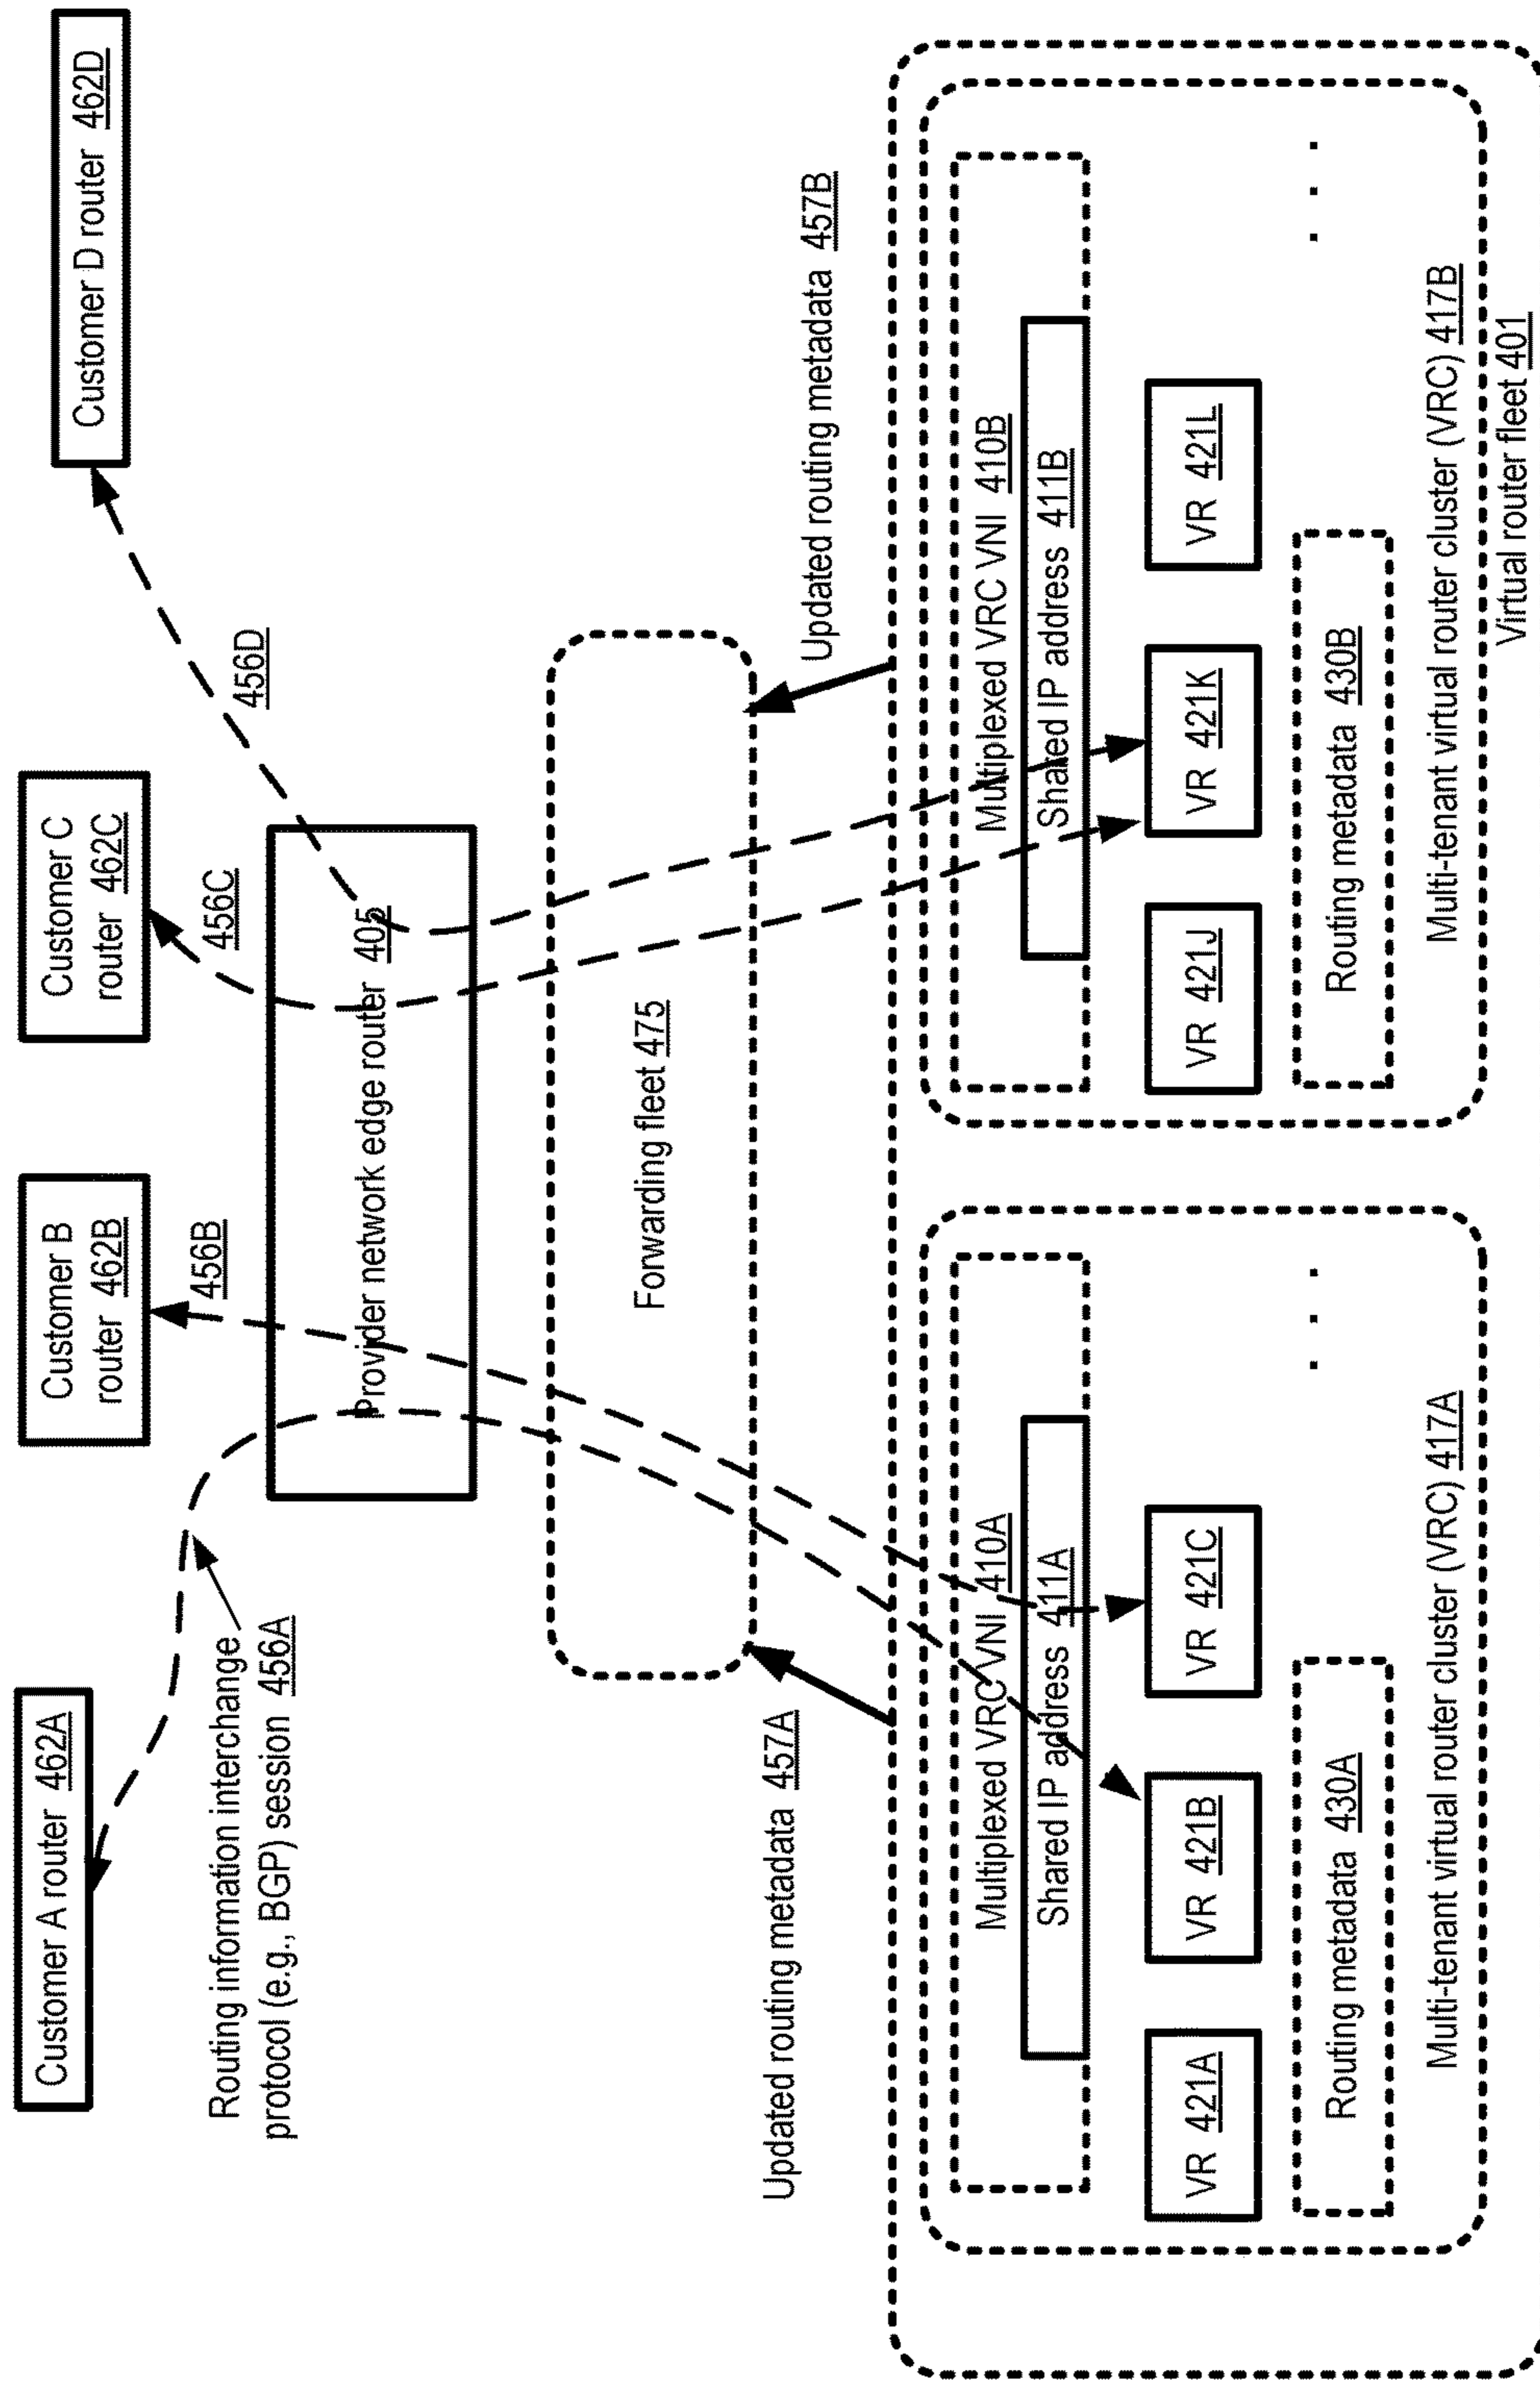 Customer A router 462A
Customer B
router 462B
Customer C
router 462C
Customer D router 462D
Routing information interchange
protocol (e.g., BGP) session 456A
456B
456C
456D
Provider network edge router 405
Forwarding fleet 475
Updated routing metadata 457A
Updated routing metadata 457B
Multiplexed VRC VNI 410A
Shared IP address 411A
VR 421A
VR 421B
VR 421C
. . .
Routing metadata 430A
Multi-tenant virtual router cluster (VRC) 417A
Multiplexed VRC VNI 410B
Shared IP address 411B
VR 421J
VR 421K
VR 421L
. . .
Routing metadata 430B
Multi-tenant virtual router cluster (VRC) 417B
Virtual router fleet 401